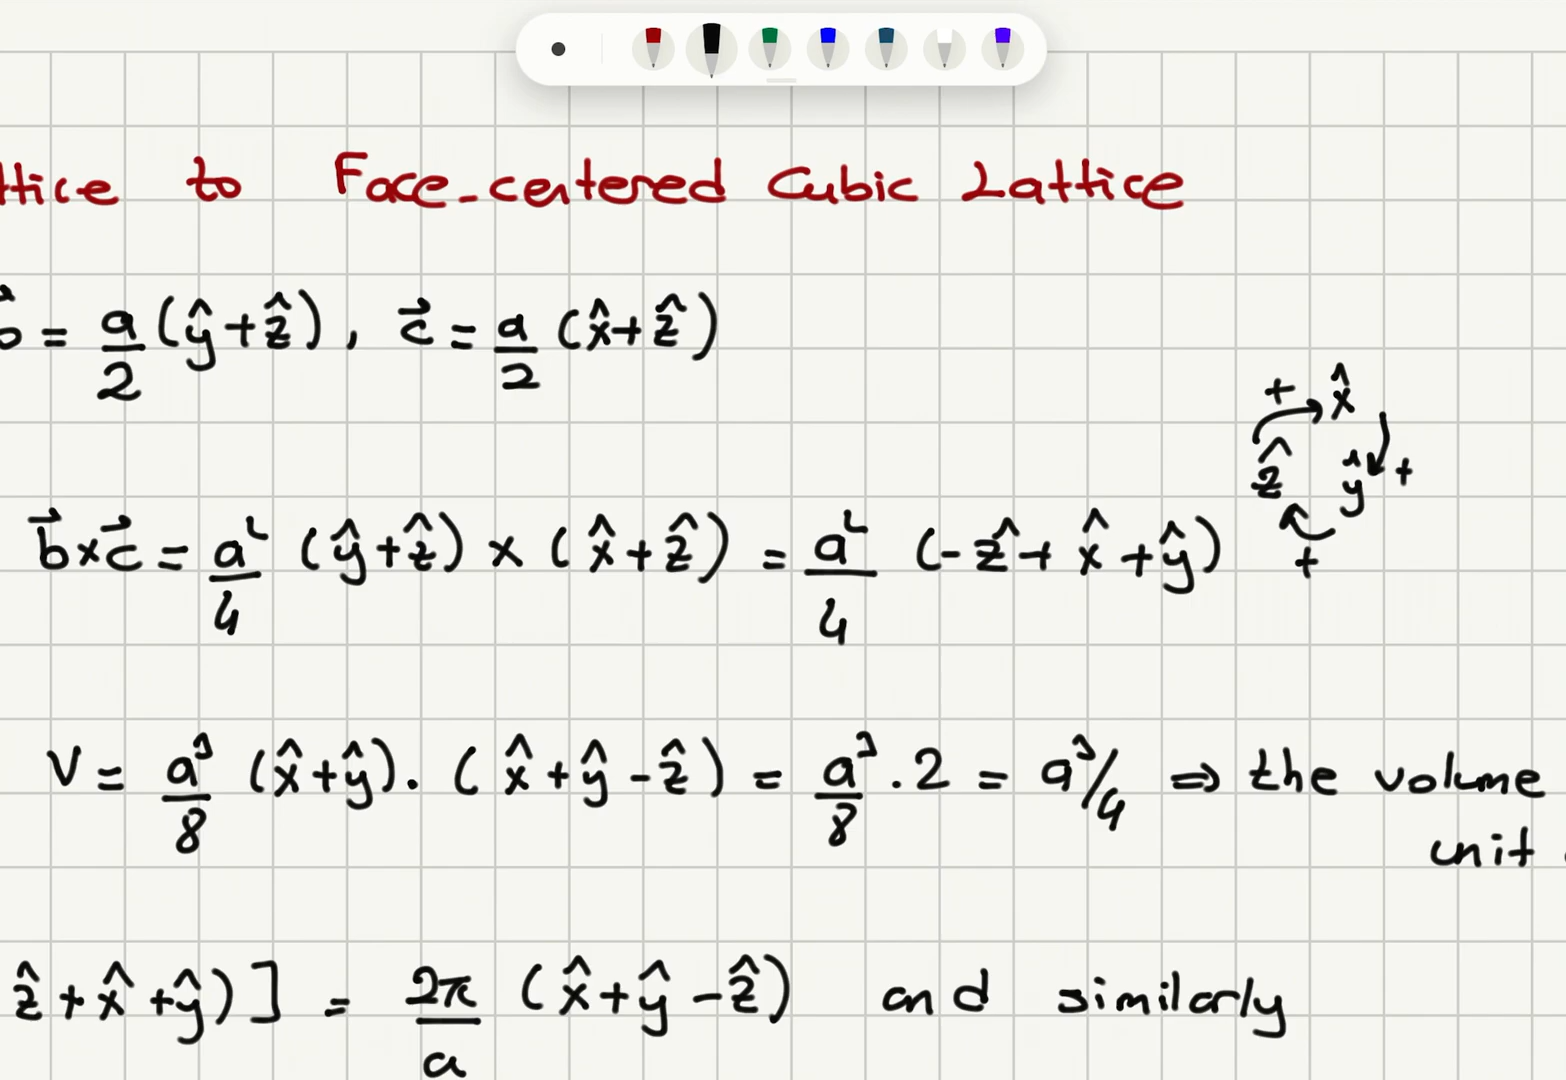 ttice to Face-centered Cubic Lattice
b⃗ = a/2 (ŷ+ẑ), c⃗ = a/2 (x̂+ẑ)
+ x̂
ẑ ŷ +
+
b⃗×c⃗ = a²/4 (ŷ+ẑ) × (x̂+ẑ) = a²/4 (-ẑ+x̂+ŷ)
V = a³/8 (x̂+ŷ)·(x̂+ŷ-ẑ) = a³/8 . 2 = a³/4 ⇒ the volume
unit
ẑ+x̂+ŷ)] = 2π/a (x̂+ŷ-ẑ) and similarly